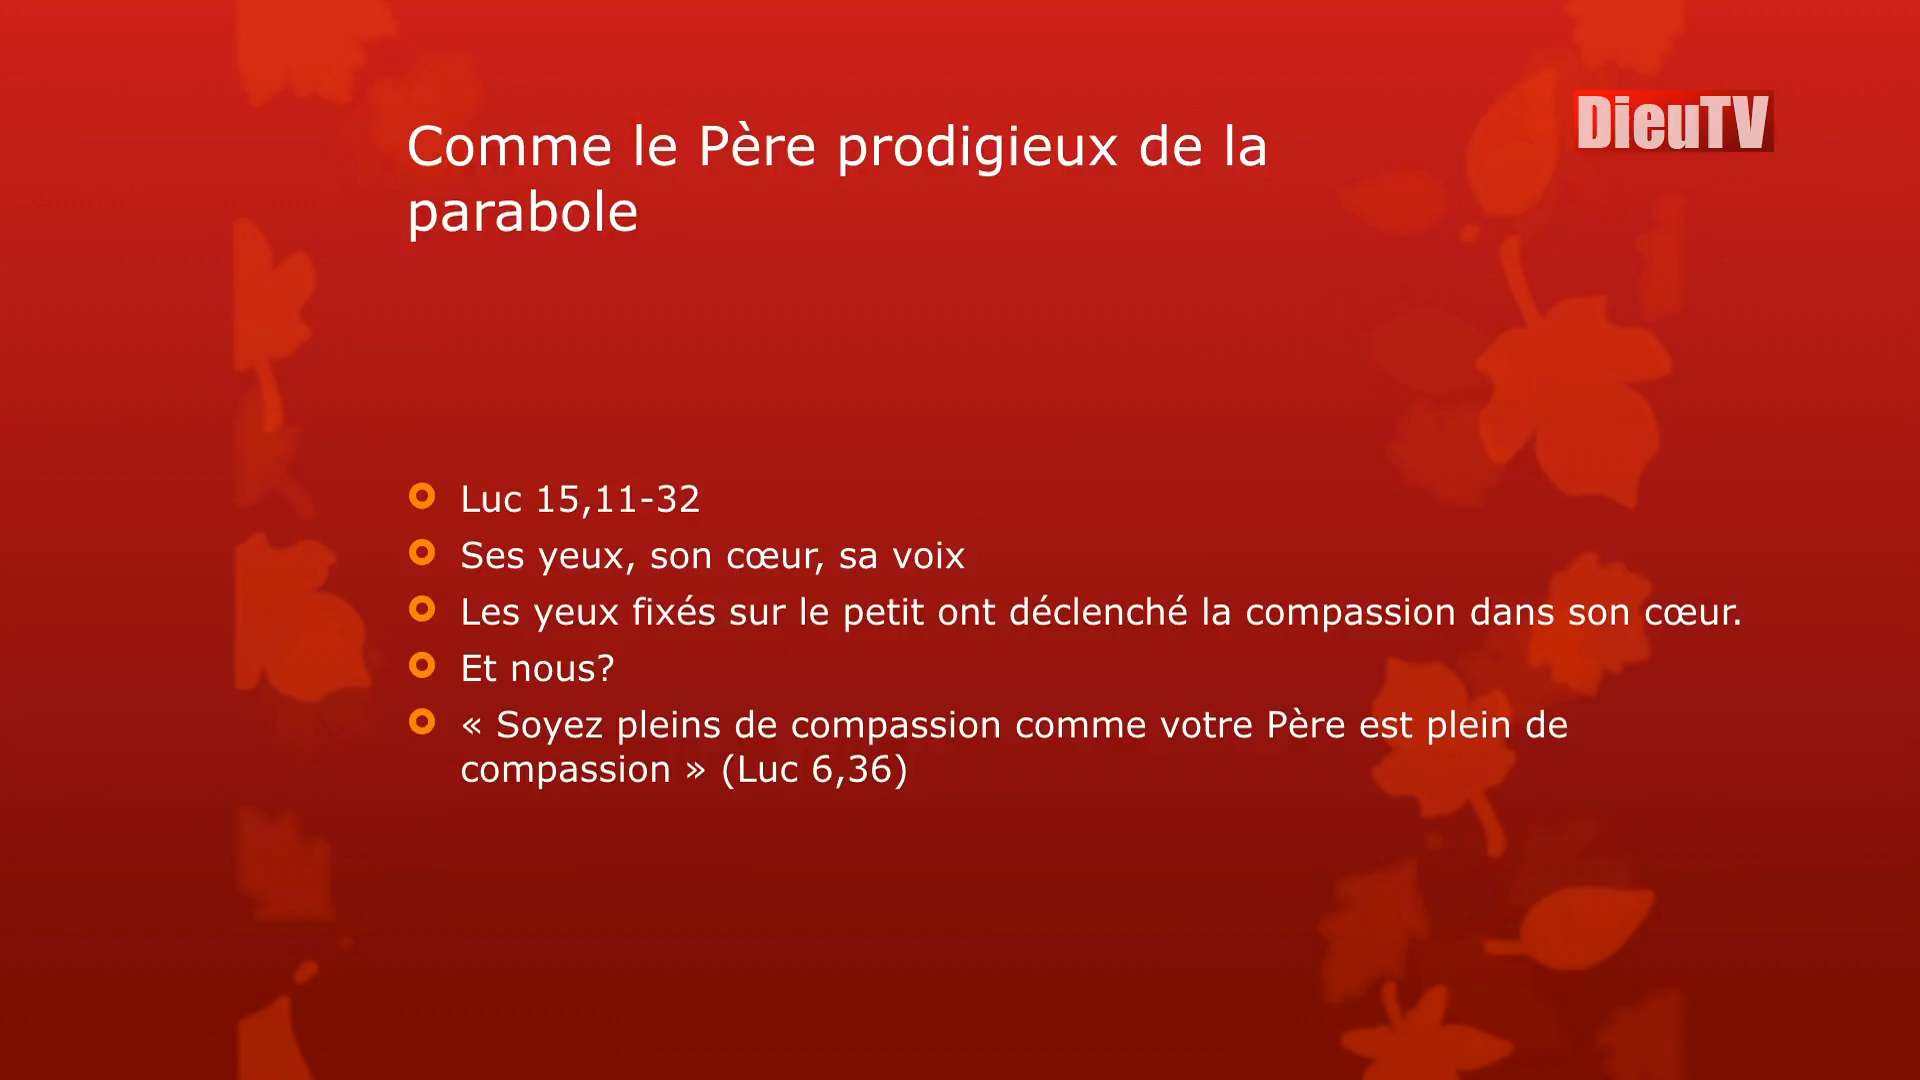 DieuTV
Comme le Père prodigieux de la
parabole
Luc 15,11-32
Ses yeux, son cœur, sa voix
Les yeux fixés sur le petit ont déclenché la compassion dans son cœur.
Et nous?
« Soyez pleins de compassion comme votre Père est plein de
compassion » (Luc 6,36)